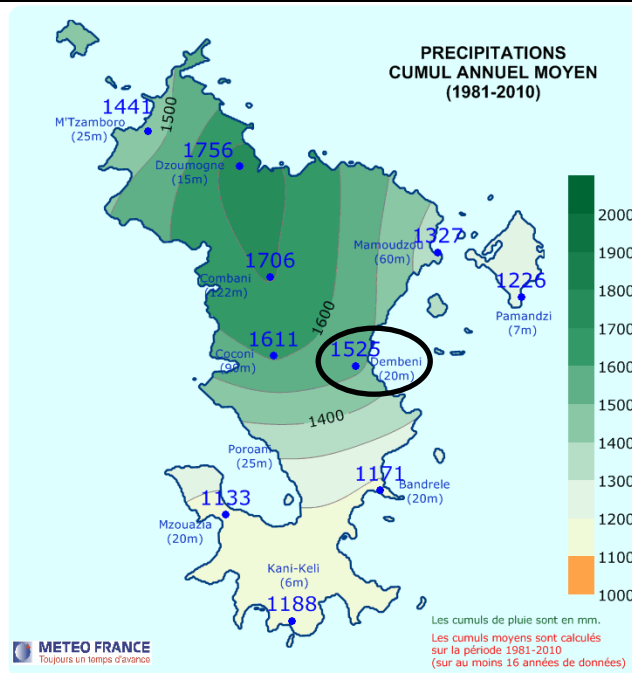 PRECIPITATIONS
CUMUL ANNUEL MOYEN
(1981-2010)
1441
M'Tzamboro
(25m)
1500
1756
Dzoumogne
(15m)
1327
Mamoudzou
(60m)
1226
Pamandzi
(7m)
1706
Combani
(122m)
1600
1611
Coconi
(90m)
1525
Dembeni
(20m)
1400
Poroani
(25m)
1171
Bandrele
(20m)
1133
Mzouazia
(20m)
Kani-Keli
(6m)
1188
2000
1900
1800
1700
1600
1500
1400
1300
1200
1100
1000
Les cumuls de pluie sont en mm.
Les cumuls moyens sont calculés
sur la période 1981-2010
(sur au moins 16 années de données)
METEO FRANCE
Toujours un temps d'avance